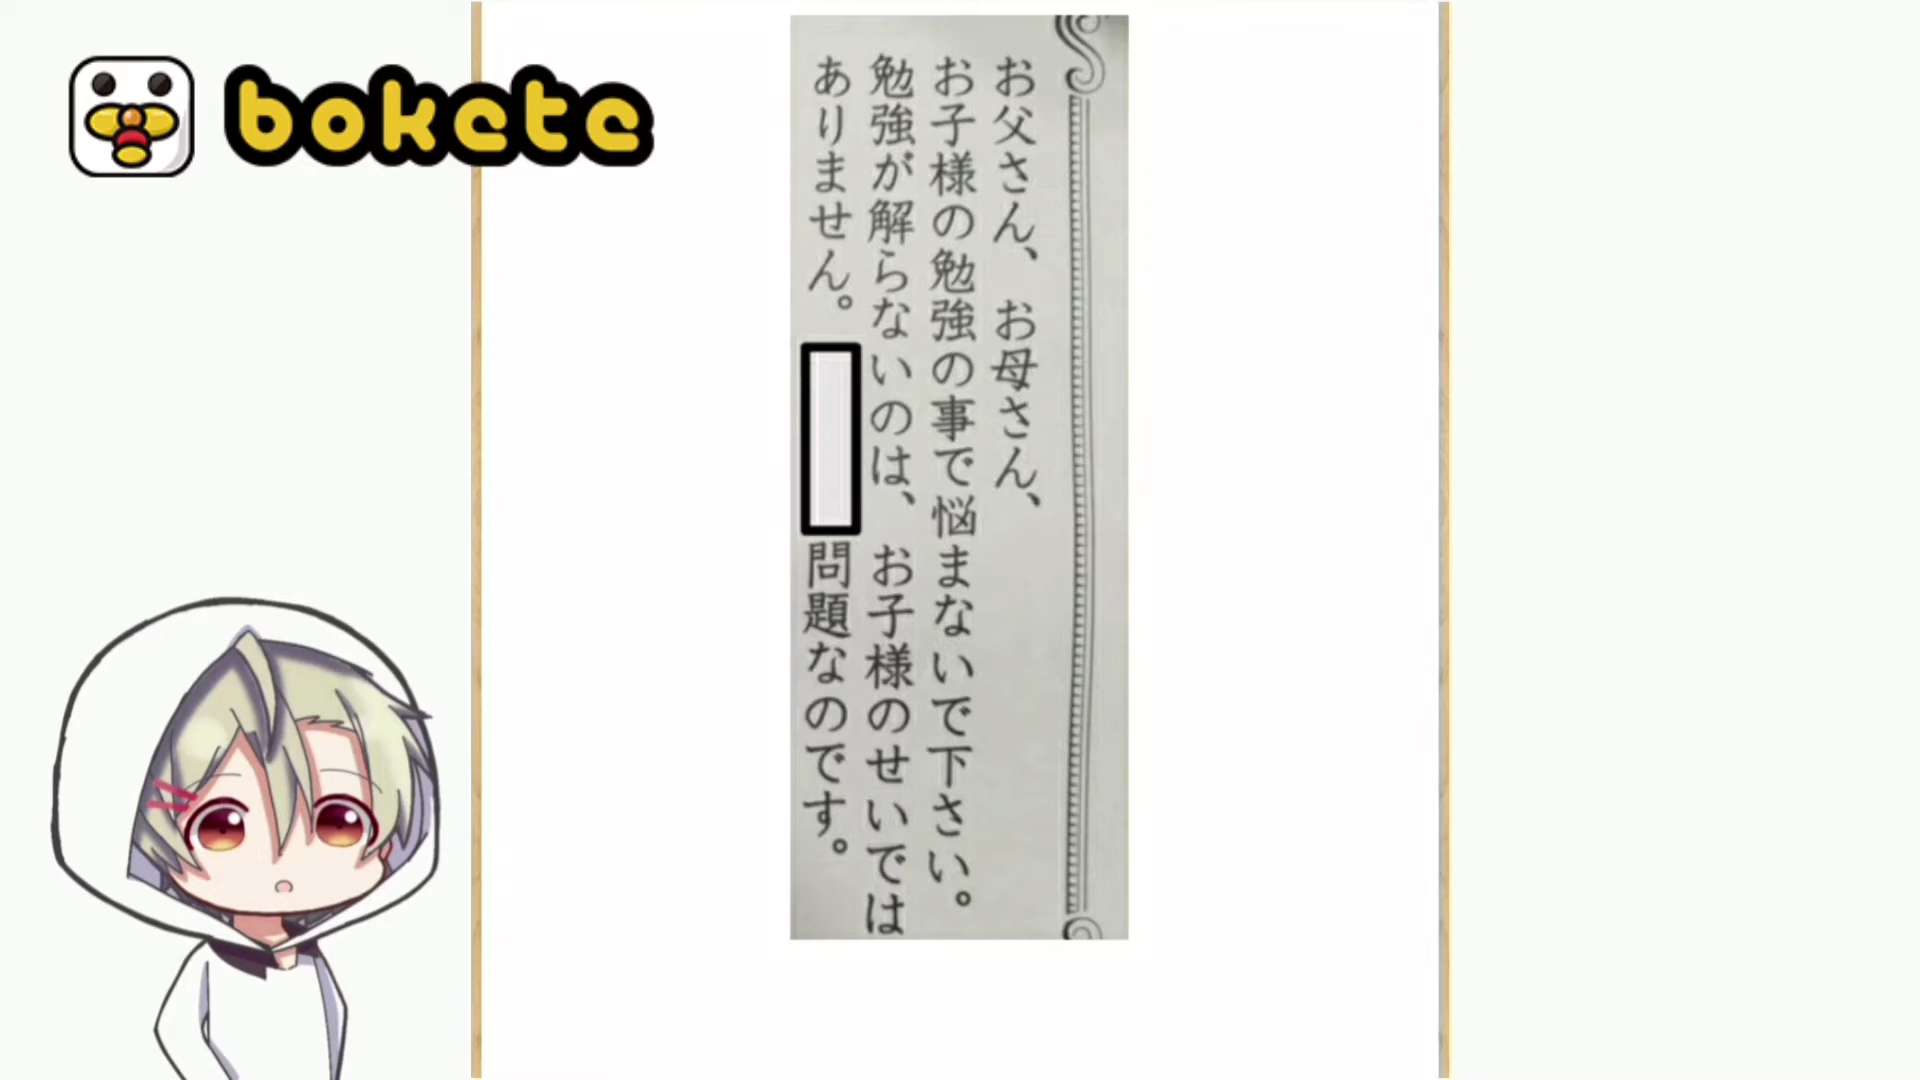 bokete
お父さん、お母さん、
お子様の勉強の事で悩まないで下さい。
勉強が解らないのは、お子様のせいでは
ありません。
問題なのです。